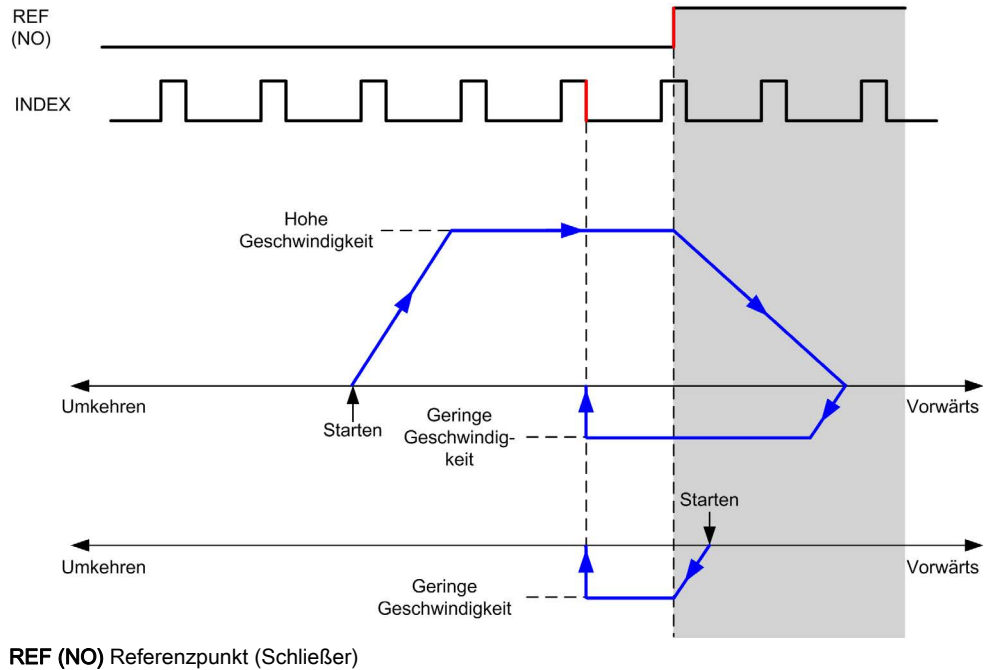 REF
(NO)
INDEX
Hohe
Geschwindigkeit
Umkehren
Vorwärts
Starten
Geringe
Geschwindig-
keit
Starten
Umkehren
Vorwärts
Geringe
Geschwindigkeit
REF (NO) Referenzpunkt (Schließer)